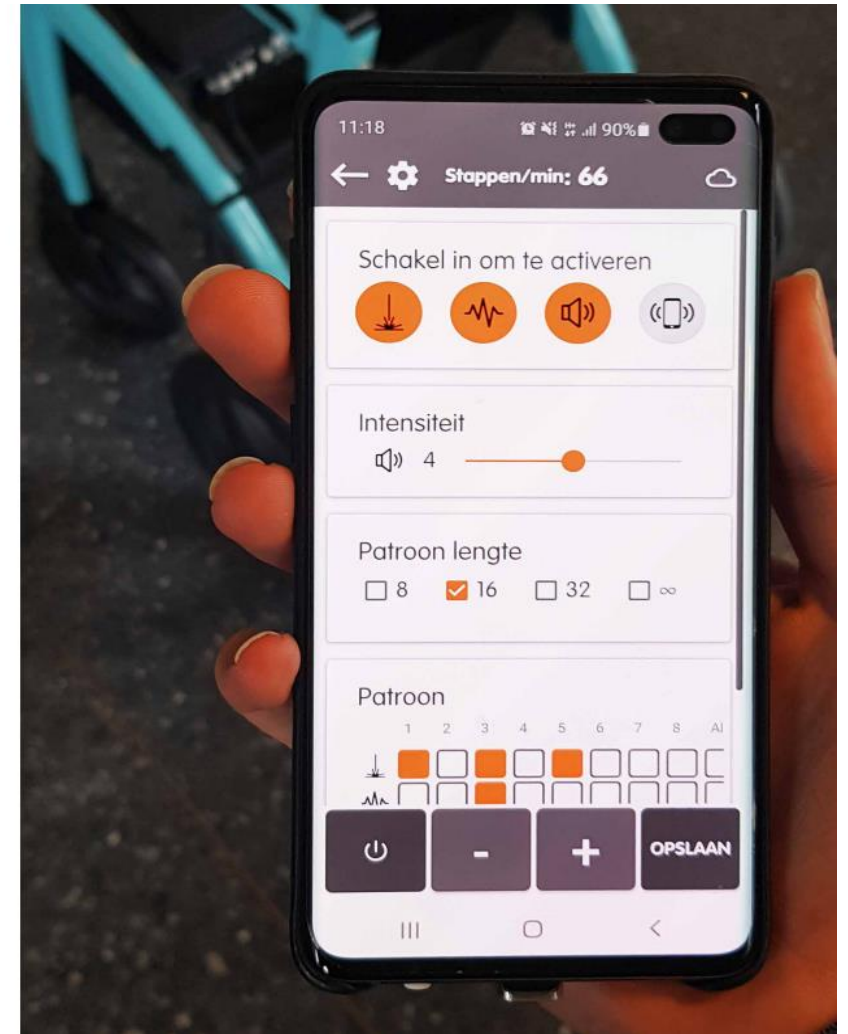 11:18 90%
Stappen/min: 66
Schakel in om te activeren
Intensiteit
4
Patroon lengte
8 16 32 ∞
Patroon
1 2 3 4 5 6 7 8 Al
- + OPSLAAN